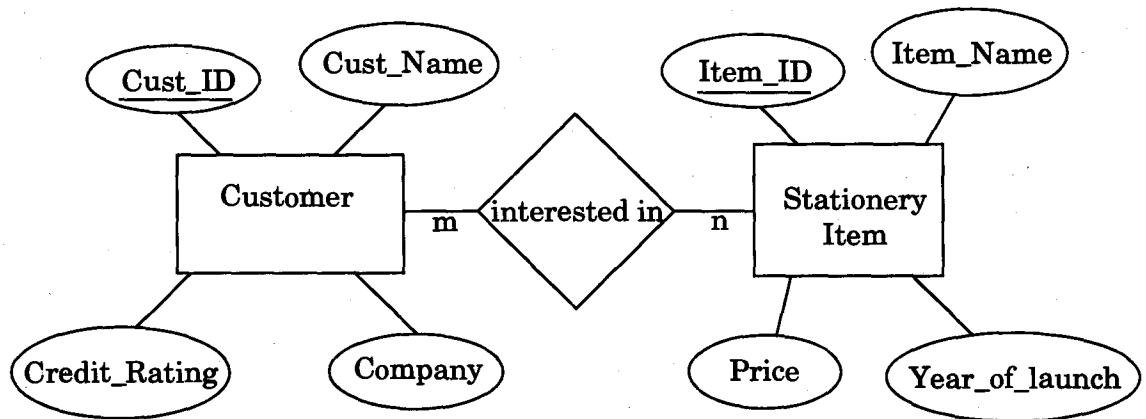 Cust_ID
Cust_Name
Item_ID
Item_Name
Customer
m
interested in
n
Stationery
Item
Credit_Rating
Company
Price
Year_of_launch